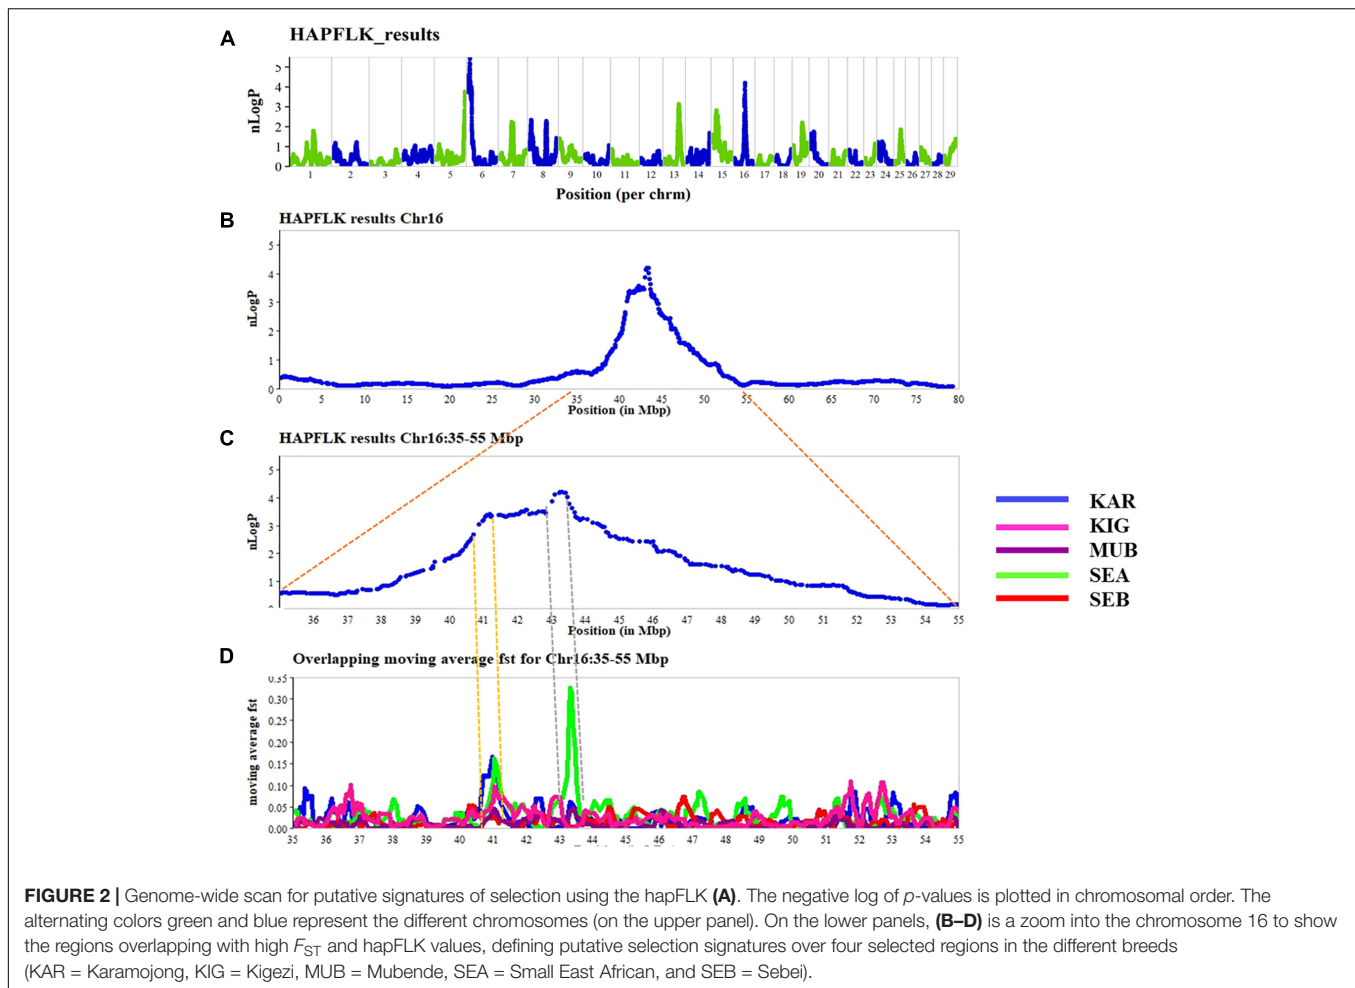 A
HAPFLK_results
nLogP
5
4
3
2
1
0
1 2 3 4 5 6 7 8 9 10 11 12 13 14 15 16 17 18 19 20 21 22 23 24 25 26 27 28 29
Position (per chrm)
B
HAPFLK results Chr16
nLogP
5
4
3
2
1
0
0 5 10 15 20 25 30 35 40 45 50 55 60 65 70 75 80
Position (in Mbp)
C
HAPFLK results Chr16:35-55 Mbp
nLogP
5
4
3
2
1
36 37 38 39 40 41 42 43 44 45 46 47 48 49 50 51 52 53 54 55
Position (in Mbp)
KAR
KIG
MUB
SEA
SEB
D
Overlapping moving average fst for Chr16:35-55 Mbp
moving average fst
0.35
0.30
0.25
0.20
0.15
0.10
0.05
0.00
35 36 37 38 39 40 41 42 43 44 45 46 47 48 49 50 51 52 53 54 55
FIGURE 2 | Genome-wide scan for putative signatures of selection using the hapFLK (A). The negative log of p-values is plotted in chromosomal order. The
alternating colors green and blue represent the different chromosomes (on the upper panel). On the lower panels, (B–D) is a zoom into the chromosome 16 to show
the regions overlapping with high FST and hapFLK values, defining putative selection signatures over four selected regions in the different breeds
(KAR = Karamojong, KIG = Kigezi, MUB = Mubende, SEA = Small East African, and SEB = Sebei).